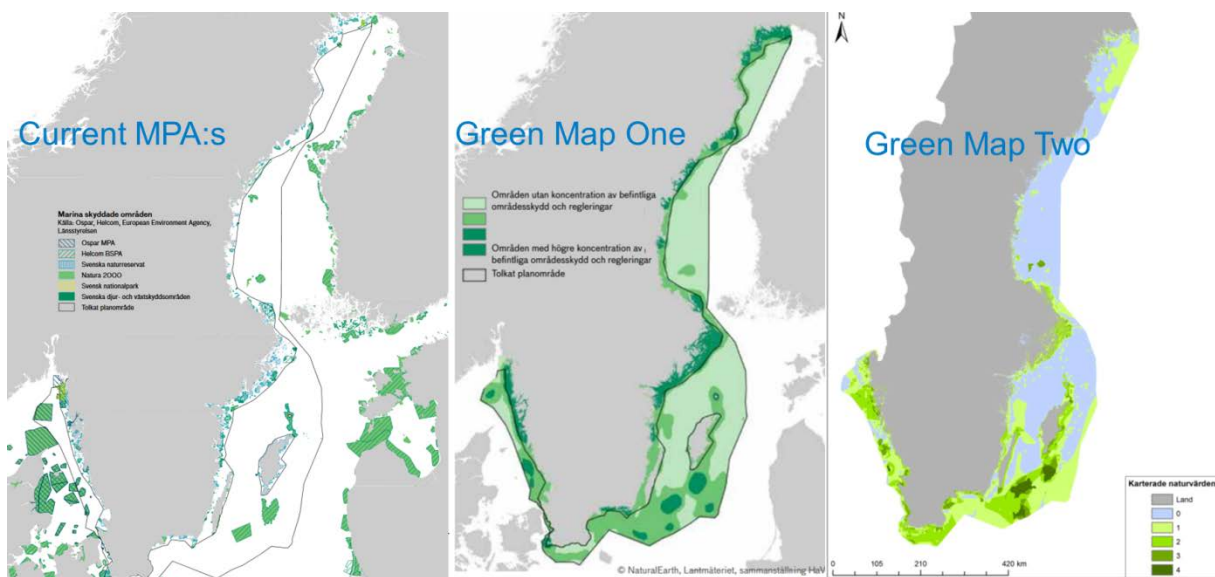 Current MPA:s
Marina skyddade områden
Källa: Ospar, Helcom, European Environment Agency,
Länsstyrelsen
Ospar MPA
Helcom BSPA
Svenska naturreservat
Natura 2000
Svensk nationalpark
Svenska djur- och växtskyddsområden
Tolkat planområde
Green Map One
Områden utan koncentration av befintliga
områdesskydd och regleringar
Områden med högre koncentration av
befintliga områdesskydd och regleringar
Tolkat planområde
© NaturalEarth, Lantmäteriet, sammanställning HaV
N
Green Map Two
Karterade naturvärden
Land
0
1
2
3
4
0 105 210 420 km